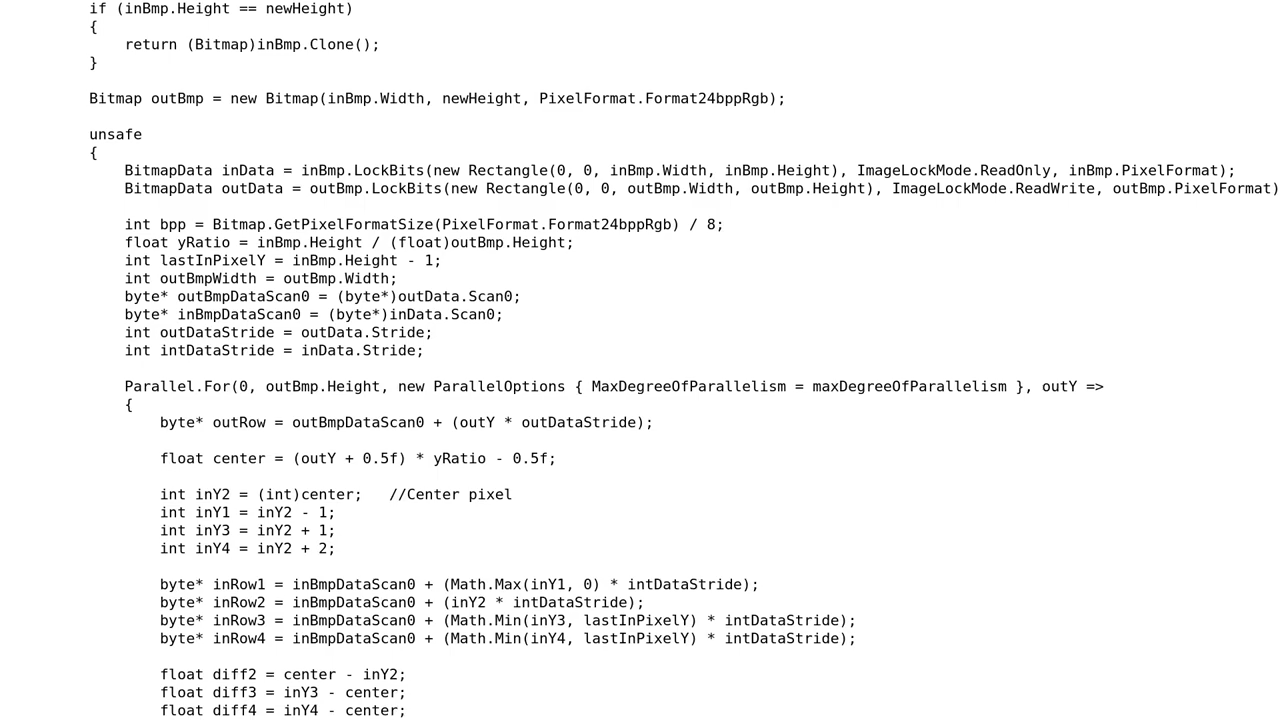 if (inBmp.Height == newHeight)
{
return (Bitmap)inBmp.Clone();
}
Bitmap outBmp = new Bitmap(inBmp.Width, newHeight, PixelFormat.Format24bppRgb);
unsafe
{
BitmapData inData = inBmp.LockBits(new Rectangle(0, 0, inBmp.Width, inBmp.Height), ImageLockMode.ReadOnly, inBmp.PixelFormat);
BitmapData outData = outBmp.LockBits(new Rectangle(0, 0, outBmp.Width, outBmp.Height), ImageLockMode.ReadWrite, outBmp.PixelFormat)
int bpp = Bitmap.GetPixelFormatSize(PixelFormat.Format24bppRgb) / 8;
float yRatio = inBmp.Height / (float)outBmp.Height;
int lastInPixelY = inBmp.Height - 1;
int outBmpWidth = outBmp.Width;
byte* outBmpDataScan0 = (byte*)outData.Scan0;
byte* inBmpDataScan0 = (byte*)inData.Scan0;
int outDataStride = outData.Stride;
int intDataStride = inData.Stride;
Parallel.For(0, outBmp.Height, new ParallelOptions { MaxDegreeOfParallelism = maxDegreeOfParallelism }, outY =>
{
byte* outRow = outBmpDataScan0 + (outY * outDataStride);
float center = (outY + 0.5f) * yRatio - 0.5f;
int inY2 = (int)center;   //Center pixel
int inY1 = inY2 - 1;
int inY3 = inY2 + 1;
int inY4 = inY2 + 2;
byte* inRow1 = inBmpDataScan0 + (Math.Max(inY1, 0) * intDataStride);
byte* inRow2 = inBmpDataScan0 + (inY2 * intDataStride);
byte* inRow3 = inBmpDataScan0 + (Math.Min(inY3, lastInPixelY) * intDataStride);
byte* inRow4 = inBmpDataScan0 + (Math.Min(inY4, lastInPixelY) * intDataStride);
float diff2 = center - inY2;
float diff3 = inY3 - center;
float diff4 = inY4 - center;